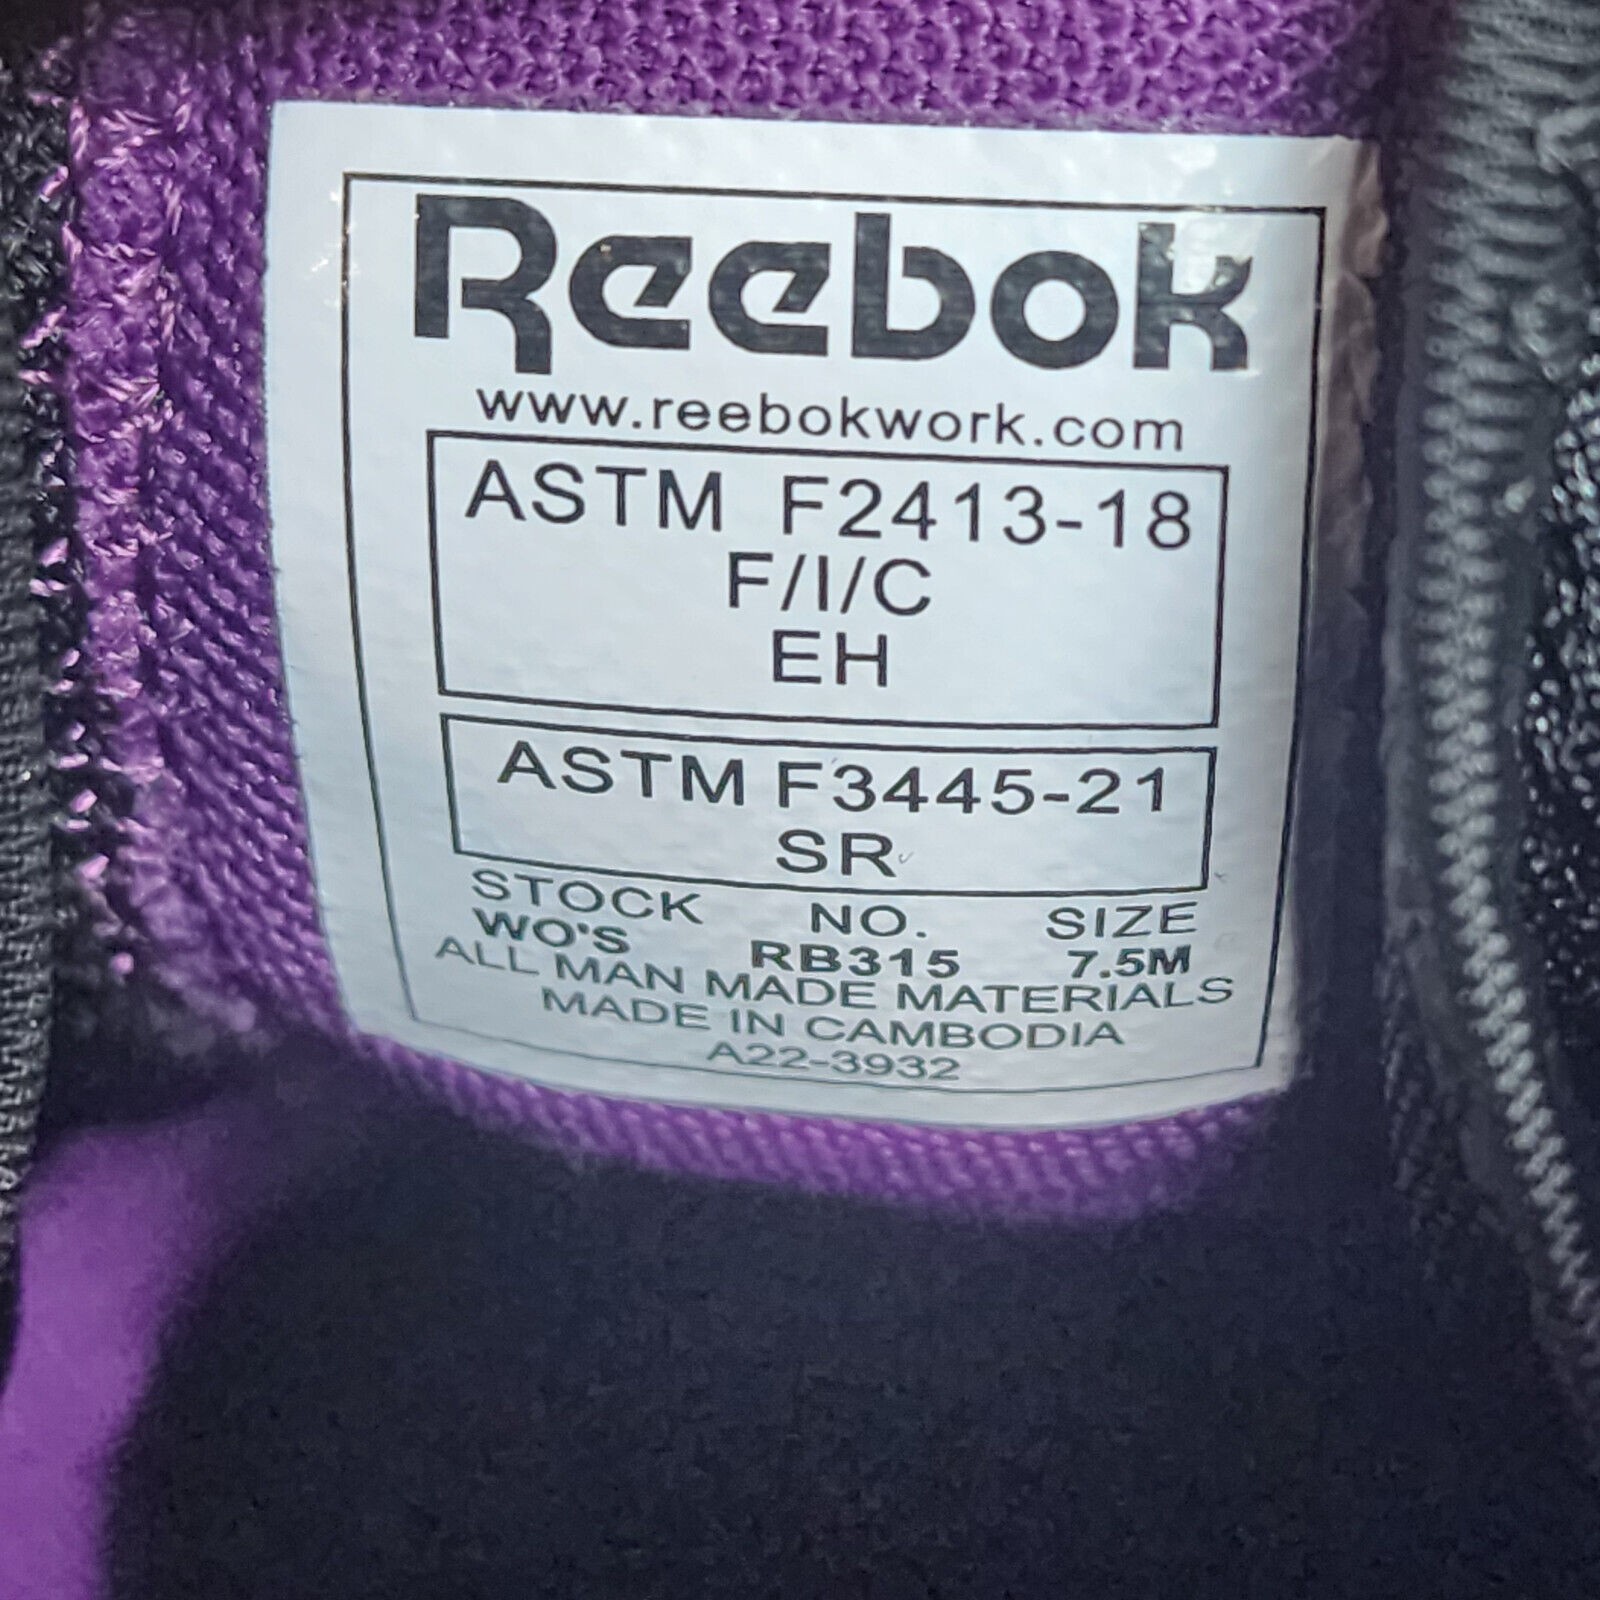 Reebok
www.reebokwork.com
ASTM F2413-18
F/I/C
EH
ASTM F3445-21
SR
STOCK NO. SIZE
WO'S RB315 7.5M
ALL MAN MADE MATERIALS
MADE IN CAMBODIA
A22-3932